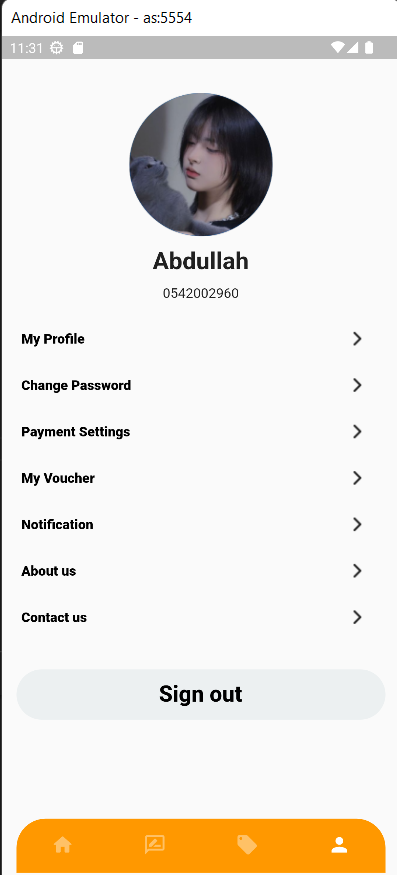 Android Emulator - as:5554
11:31
Abdullah
0542002960
My Profile
Change Password
Payment Settings
My Voucher
Notification
About us
Contact us
Sign out